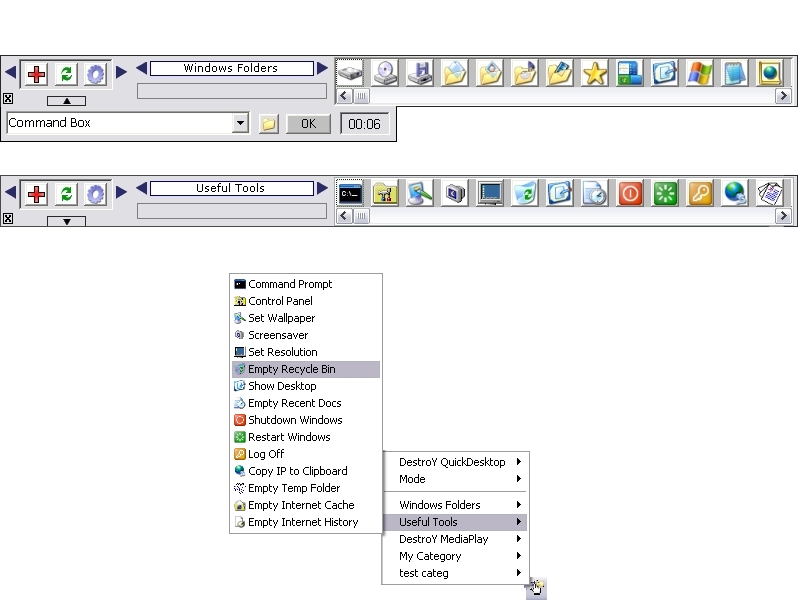 Windows Folders
Command Box
OK
00:06
Useful Tools
C:\_
Command Prompt
Control Panel
Set Wallpaper
Screensaver
Set Resolution
Empty Recycle Bin
Show Desktop
Empty Recent Docs
Shutdown Windows
Restart Windows
Log Off
Copy IP to Clipboard
Empty Temp Folder
Empty Internet Cache
Empty Internet History
DestroY QuickDesktop
Mode
Windows Folders
Useful Tools
DestroY MediaPlay
My Category
test categ